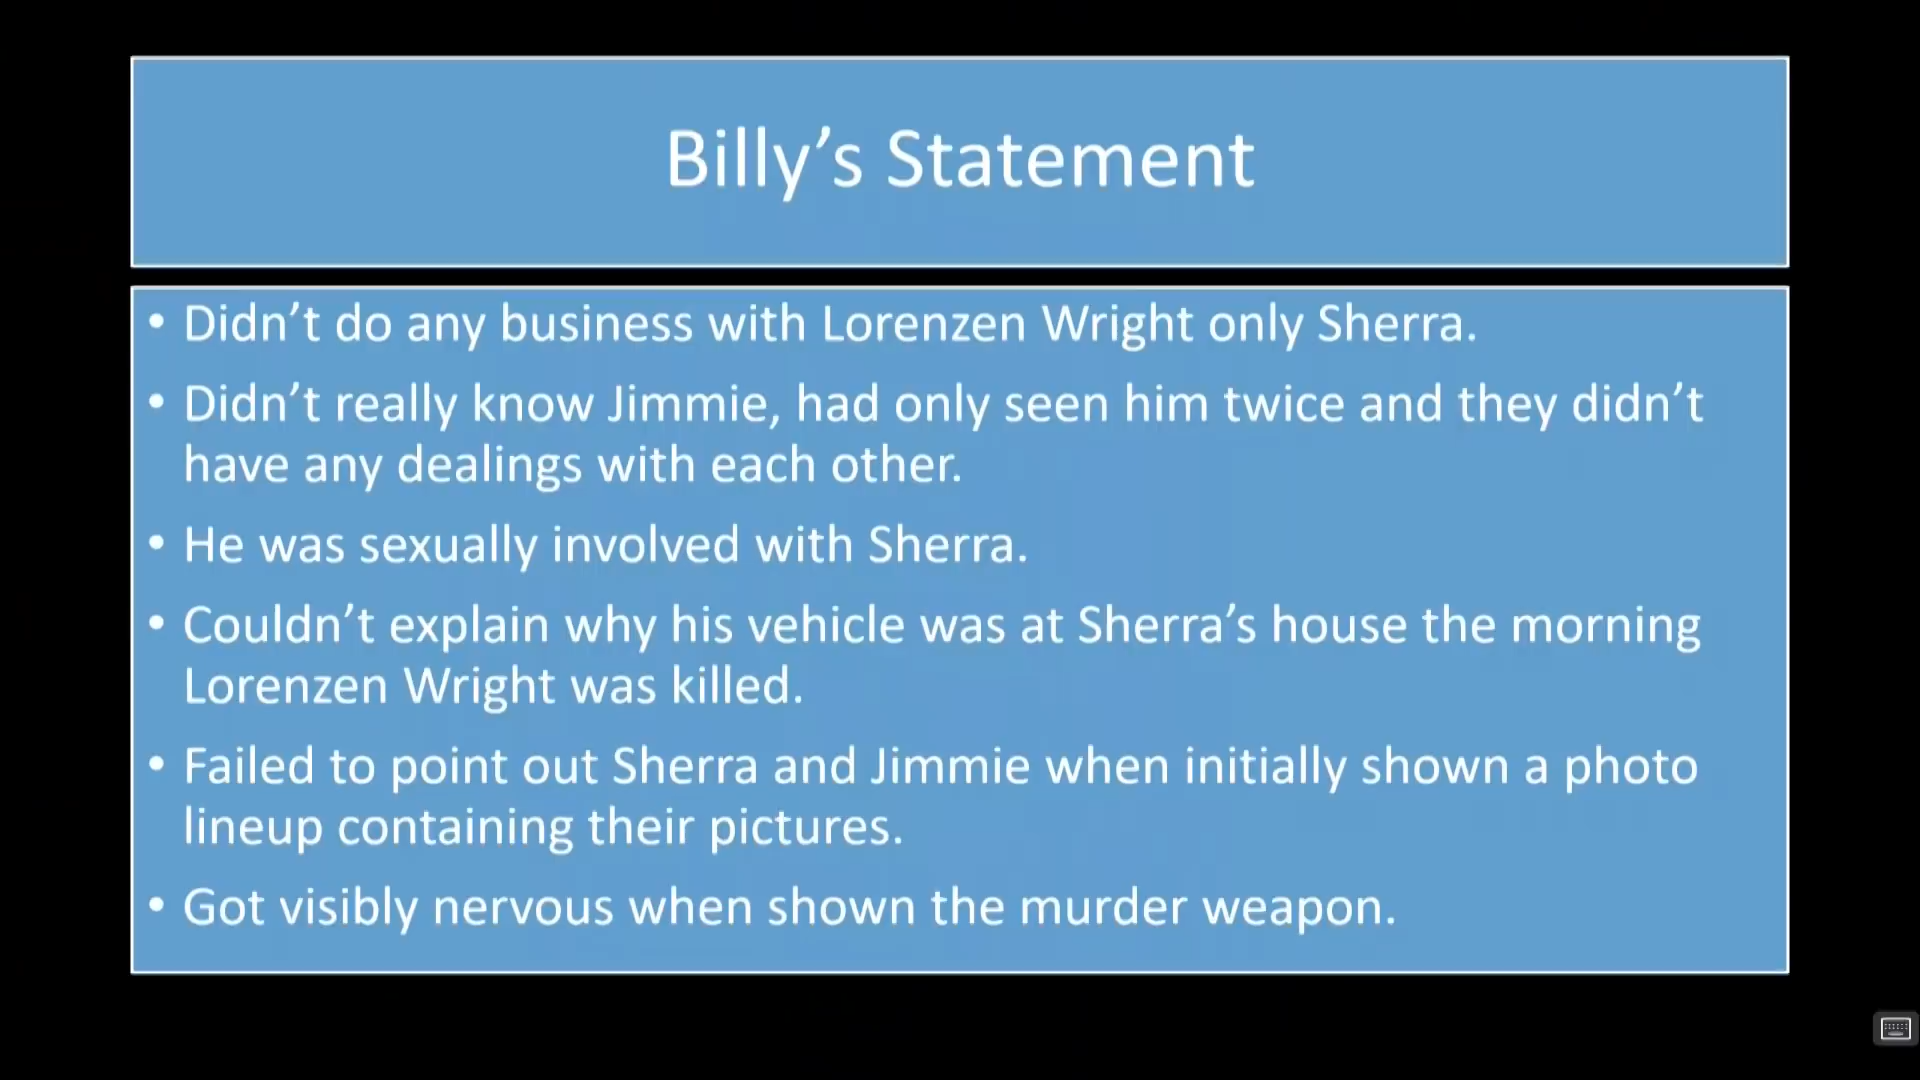 Billy’s Statement
• Didn’t do any business with Lorenzen Wright only Sherra.
• Didn’t really know Jimmie, had only seen him twice and they didn’t
have any dealings with each other.
• He was sexually involved with Sherra.
• Couldn’t explain why his vehicle was at Sherra’s house the morning
Lorenzen Wright was killed.
• Failed to point out Sherra and Jimmie when initially shown a photo
lineup containing their pictures.
• Got visibly nervous when shown the murder weapon.